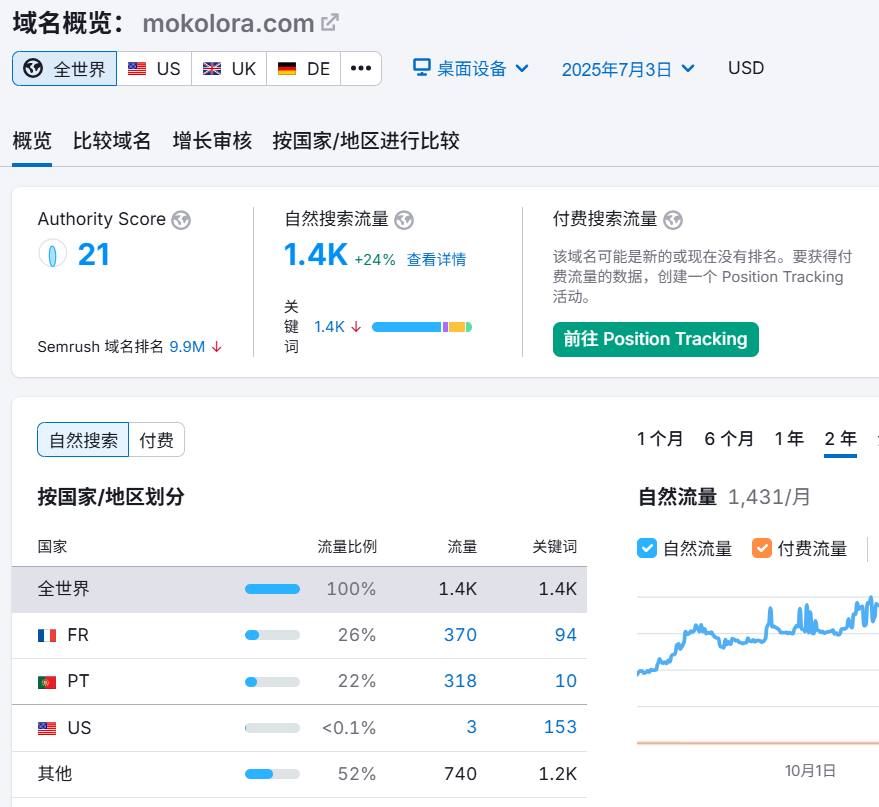 域名概览： mokolora.com
全世界 US UK DE •••
桌面设备 2025年7月3日 USD
概览 比较域名 增长审核 按国家/地区进行比较
Authority Score
21
Semrush 域名排名 9.9M ↓
自然搜索流量
1.4K +24% 查看详情
关键词 1.4K ↓
付费搜索流量
该域名可能是新的或现在没有排名。要获得付
费流量的数据，创建一个 Position Tracking
活动。
前往 Position Tracking
自然搜索 付费
按国家/地区划分
国家 流量比例 流量 关键词
全世界 100% 1.4K 1.4K
FR 26% 370 94
PT 22% 318 10
US <0.1% 3 153
其他 52% 740 1.2K
1 个月 6 个月 1 年 2 年
自然流量 1,431/月
自然流量 付费流量
10月1日